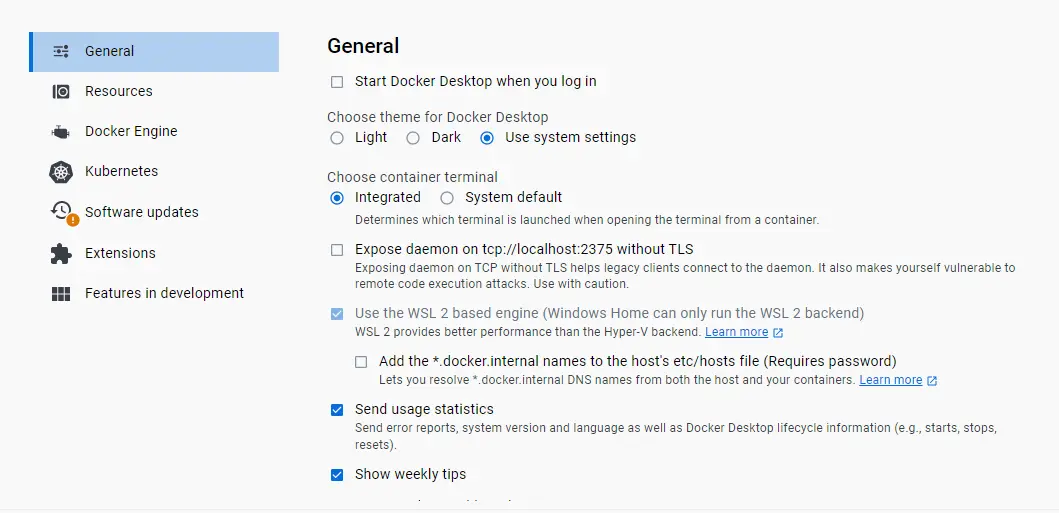 General
Resources
Docker Engine
Kubernetes
Software updates
Extensions
Features in development
General
Start Docker Desktop when you log in
Choose theme for Docker Desktop
Light Dark Use system settings
Choose container terminal
Integrated System default
Determines which terminal is launched when opening the terminal from a container.
Expose daemon on tcp://localhost:2375 without TLS
Exposing daemon on TCP without TLS helps legacy clients connect to the daemon. It also makes yourself vulnerable to
remote code execution attacks. Use with caution.
Use the WSL 2 based engine (Windows Home can only run the WSL 2 backend)
WSL 2 provides better performance than the Hyper-V backend. Learn more
Add the *.docker.internal names to the host's etc/hosts file (Requires password)
Lets you resolve *.docker.internal DNS names from both the host and your containers. Learn more
Send usage statistics
Send error reports, system version and language as well as Docker Desktop lifecycle information (e.g., starts, stops,
resets).
Show weekly tips